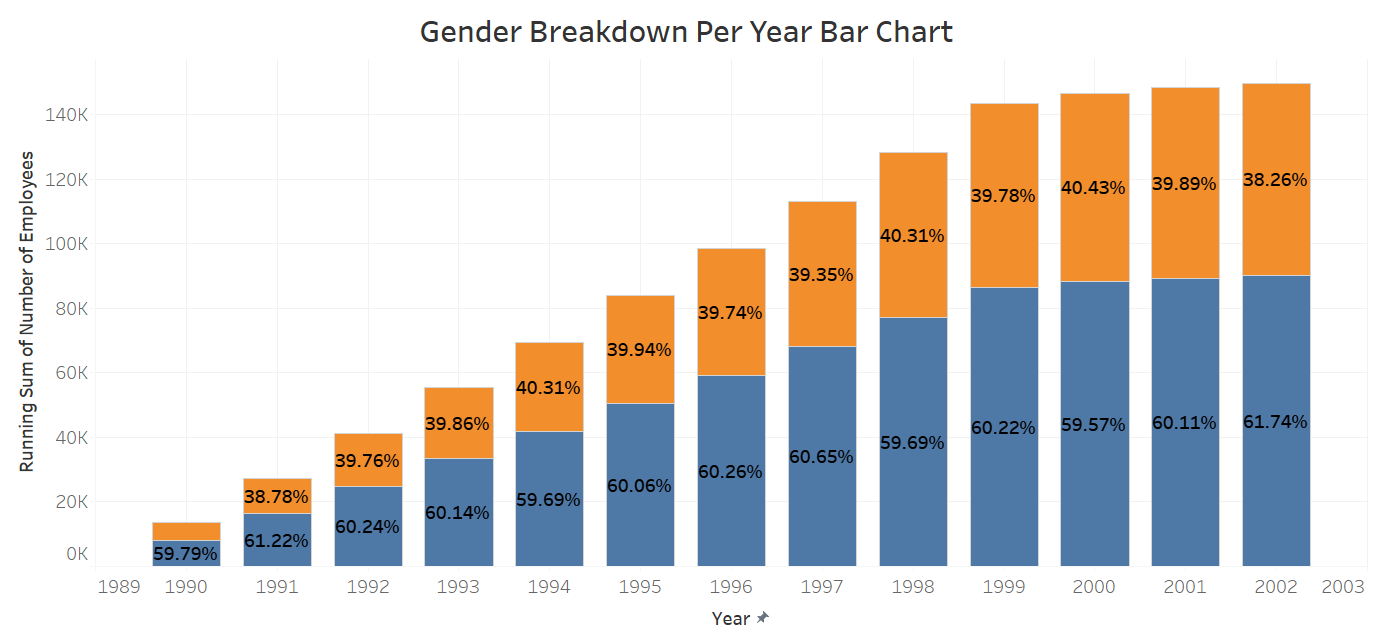 Gender Breakdown Per Year Bar Chart
Running Sum of Number of Employees
140K
120K
100K
80K
60K
40K
20K
0K
59.79%
38.78%
61.22%
39.76%
60.24%
39.86%
60.14%
40.31%
59.69%
39.94%
60.06%
39.74%
60.26%
39.35%
60.65%
40.31%
59.69%
39.78%
60.22%
40.43%
59.57%
39.89%
60.11%
38.26%
61.74%
1989 1990 1991 1992 1993 1994 1995 1996 1997 1998 1999 2000 2001 2002 2003
Year